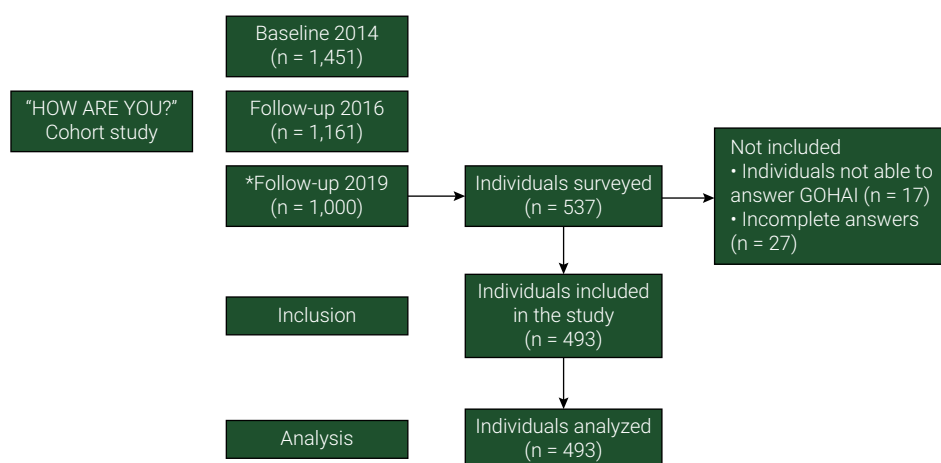 Baseline 2014
(n = 1,451)
“HOW ARE YOU?”
Cohort study
Follow-up 2016
(n = 1,161)
*Follow-up 2019
(n = 1,000)
Individuals surveyed
(n = 537)
Not included
• Individuals not able to
answer GOHAI (n = 17)
• Incomplete answers
(n = 27)
Inclusion
Individuals included
in the study
(n = 493)
Analysis
Individuals analyzed
(n = 493)